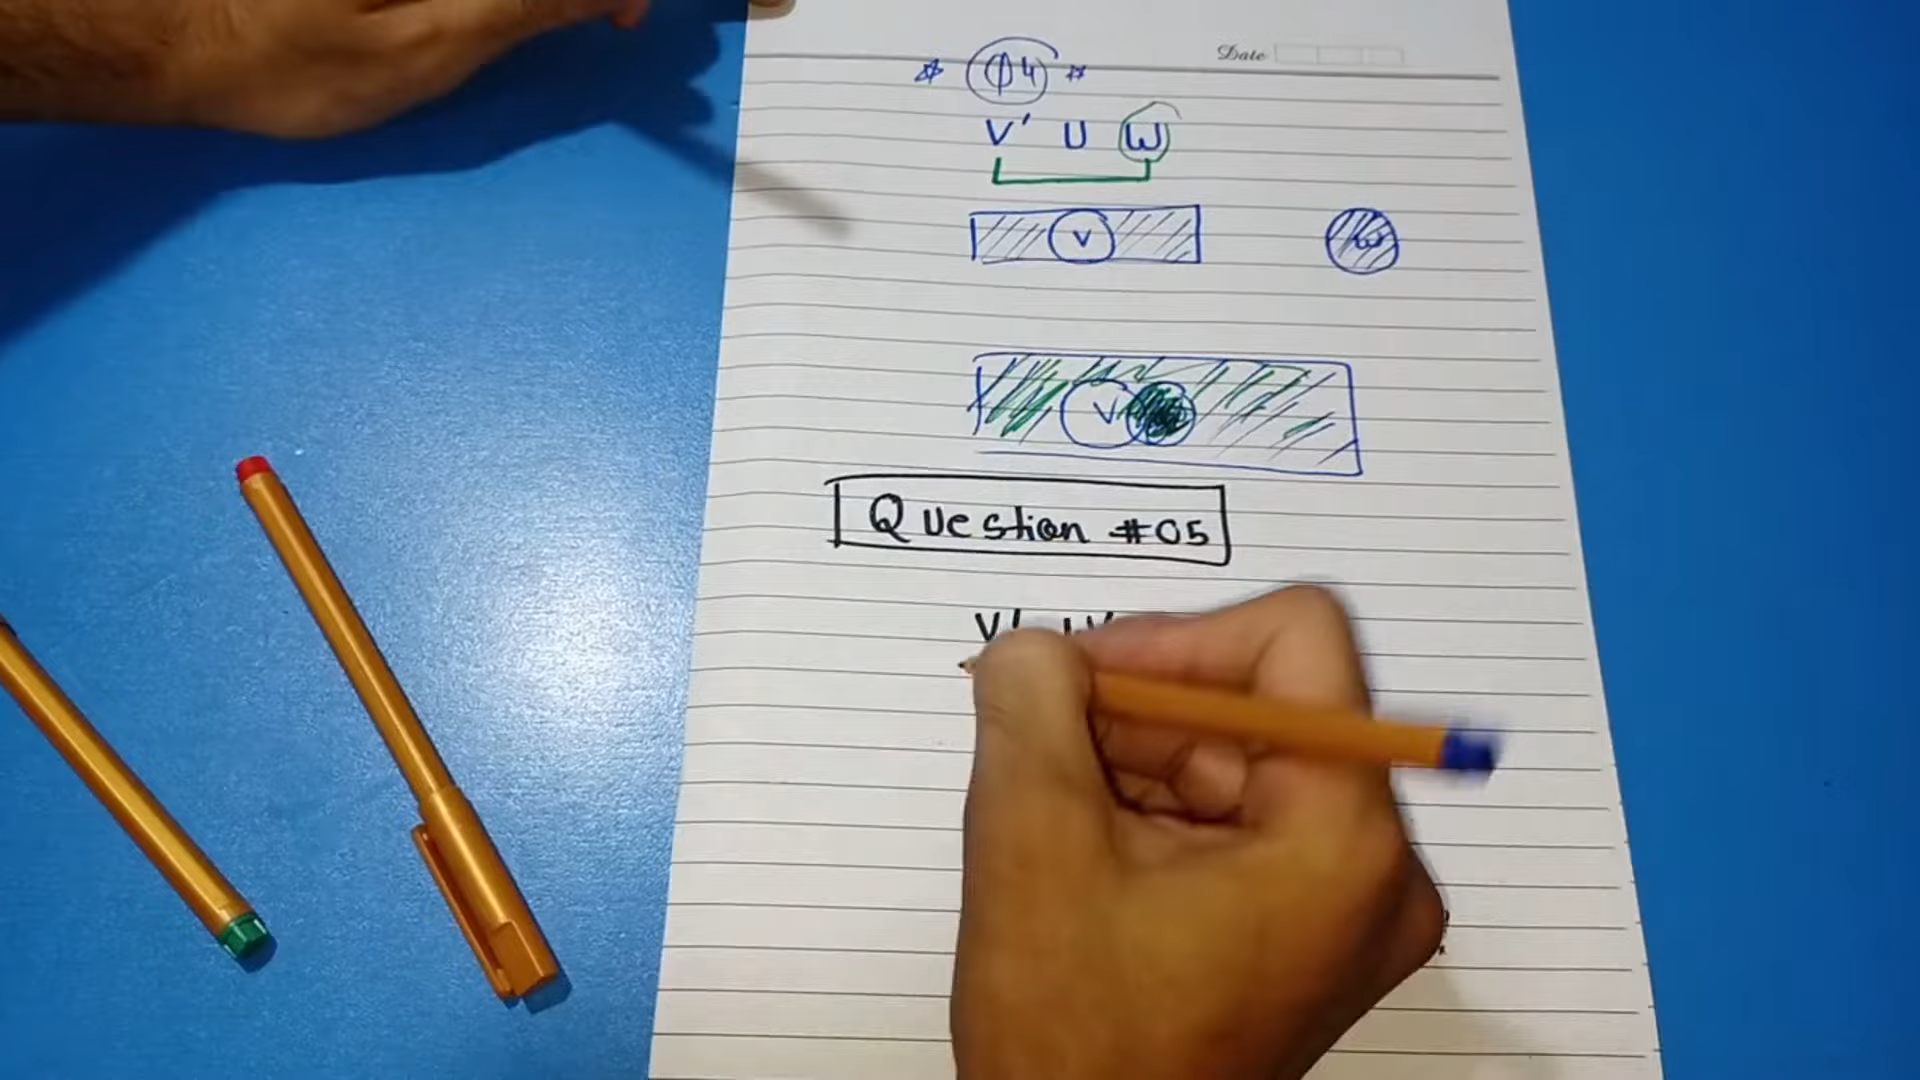 Date
* Q4 *
V' U W
V W
V
Question #05
V'